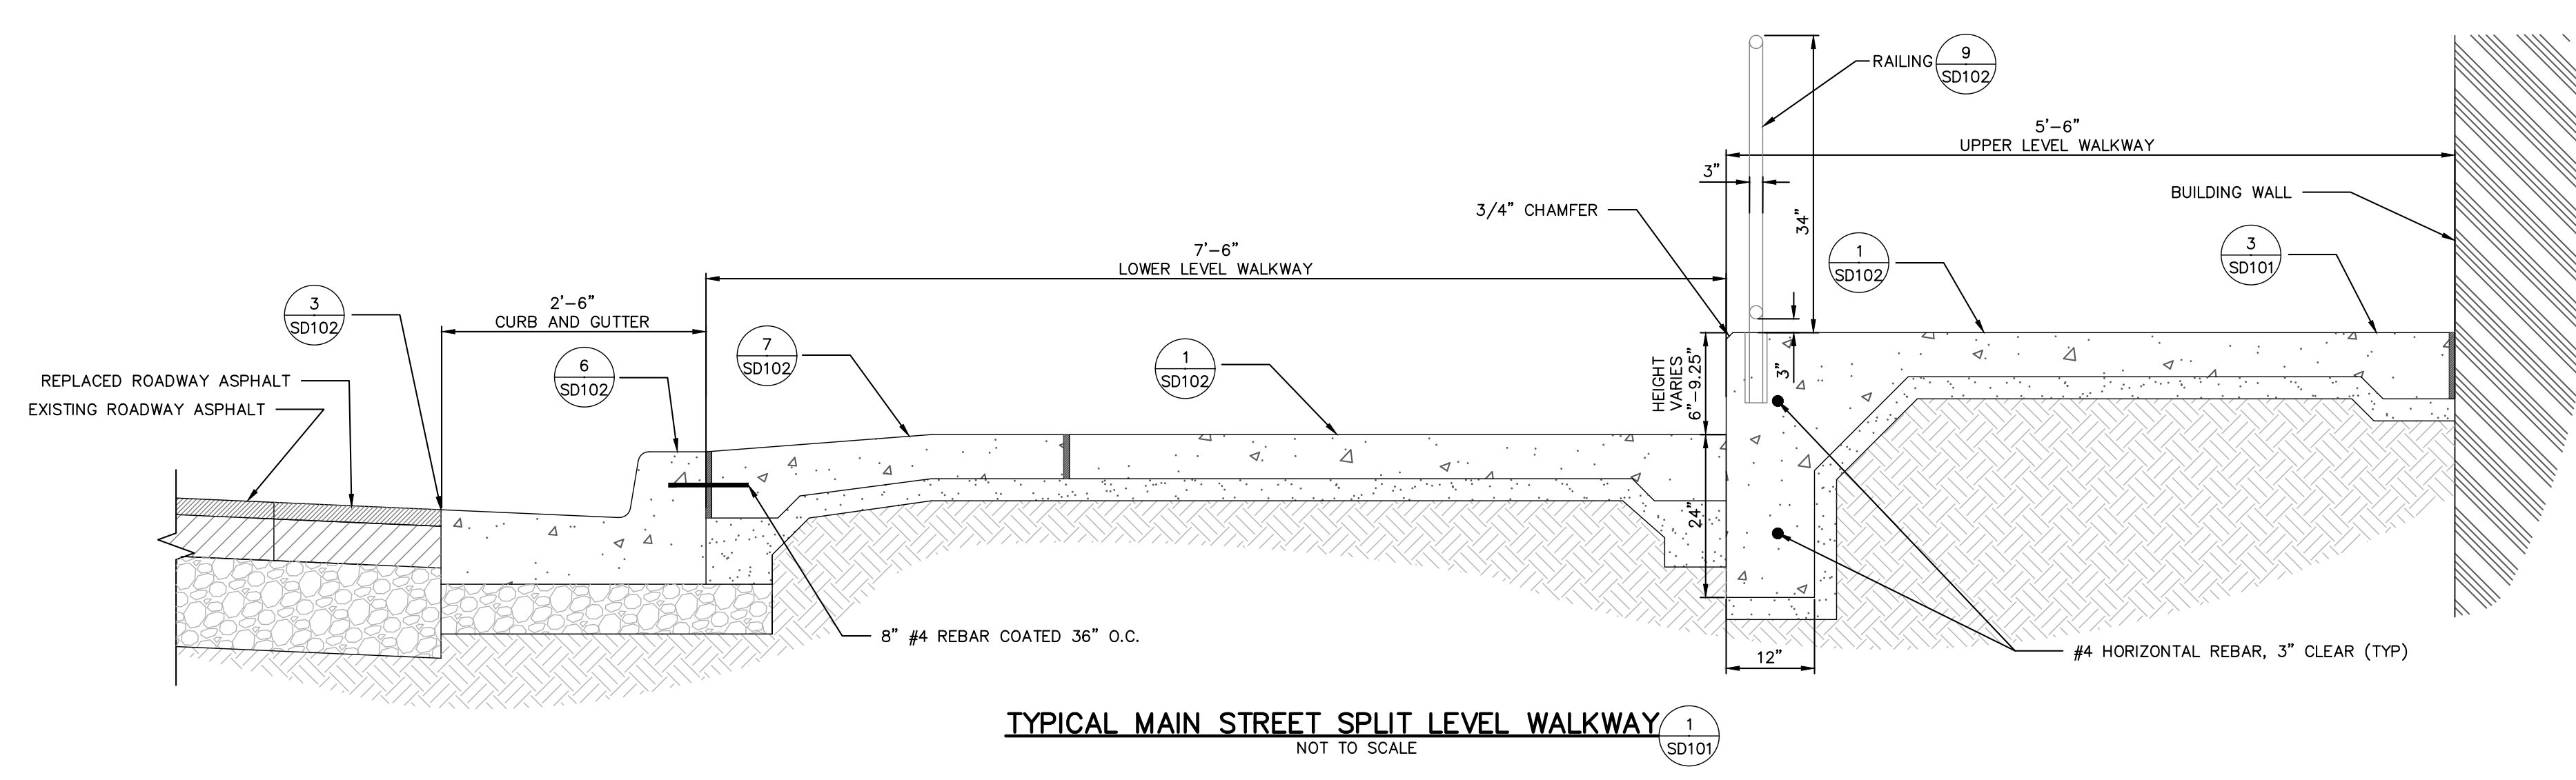 RAILING
9
SD102
5'-6"
UPPER LEVEL WALKWAY
3"
BUILDING WALL
3/4" CHAMFER
34"
7'-6"
LOWER LEVEL WALKWAY
1
SD102
3
SD101
3
SD102
2'-6"
CURB AND GUTTER
7
SD102
1
SD102
6
SD102
HEIGHT
VARIES
6"-9.25"
3"
REPLACED ROADWAY ASPHALT
EXISTING ROADWAY ASPHALT
24"
8" #4 REBAR COATED 36" O.C.
12"
#4 HORIZONTAL REBAR, 3" CLEAR (TYP)
TYPICAL MAIN STREET SPLIT LEVEL WALKWAY
1
SD101
NOT TO SCALE